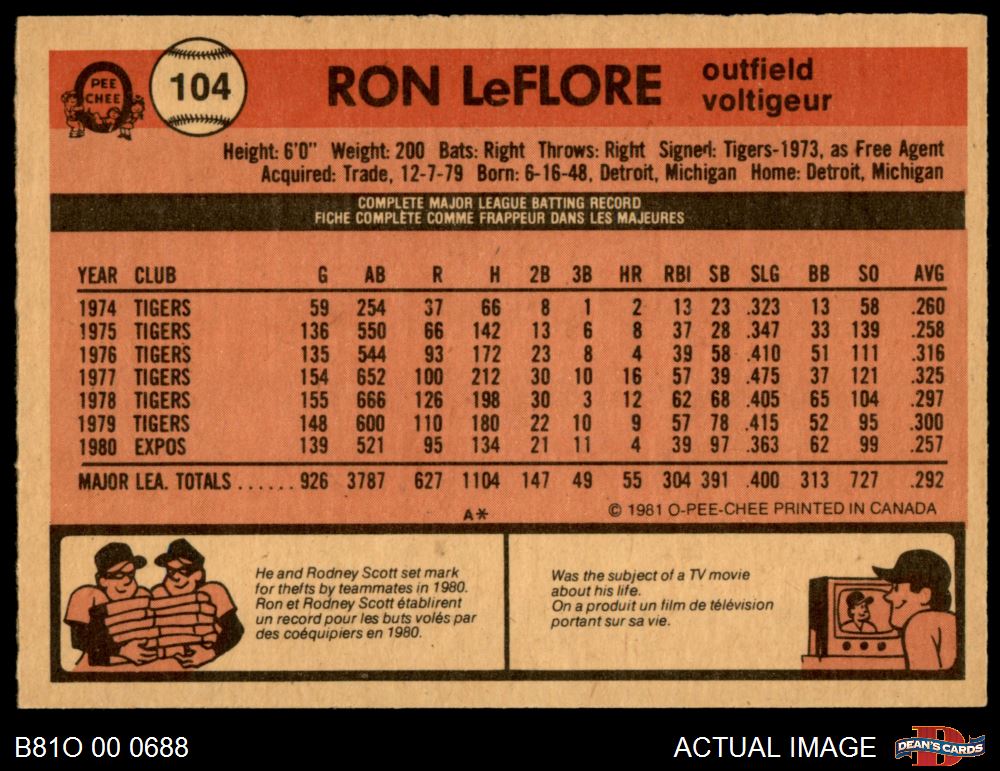 PEE
CHEE
104
RON LeFLORE
outfield
voltigeur
Height: 6'0" Weight: 200 Bats: Right Throws: Right Signed: Tigers-1973, as Free Agent
Acquired: Trade, 12-7-79 Born: 6-16-48, Detroit, Michigan Home: Detroit, Michigan
COMPLETE MAJOR LEAGUE BATTING RECORD
FICHE COMPLÈTE COMME FRAPPEUR DANS LES MAJEURES
YEAR CLUB G AB R H 2B 3B HR RBI SB SLG BB SO AVG
1974 TIGERS 59 254 37 66 8 1 2 13 23 .323 13 58 .260
1975 TIGERS 136 550 66 142 13 6 8 37 28 .347 33 139 .258
1976 TIGERS 135 544 93 172 23 8 4 39 58 .410 51 111 .316
1977 TIGERS 154 652 100 212 30 10 16 57 39 .475 37 121 .325
1978 TIGERS 155 666 126 198 30 3 12 62 68 .405 65 104 .297
1979 TIGERS 148 600 110 180 22 10 9 57 78 .415 52 95 .300
1980 EXPOS 139 521 95 134 21 11 4 39 97 .363 62 99 .257
MAJOR LEA. TOTALS ...... 926 3787 627 1104 147 49 55 304 391 .400 313 727 .292
A*
© 1981 O-PEE-CHEE PRINTED IN CANADA
He and Rodney Scott set mark
for thefts by teammates in 1980.
Ron et Rodney Scott établirent
un record pour les buts volés par
des coéquipiers en 1980.
Was the subject of a TV movie
about his life.
On a produit un film de télévision
portant sur sa vie.
B81O 00 0688
ACTUAL IMAGE
DEAN'S CARDS